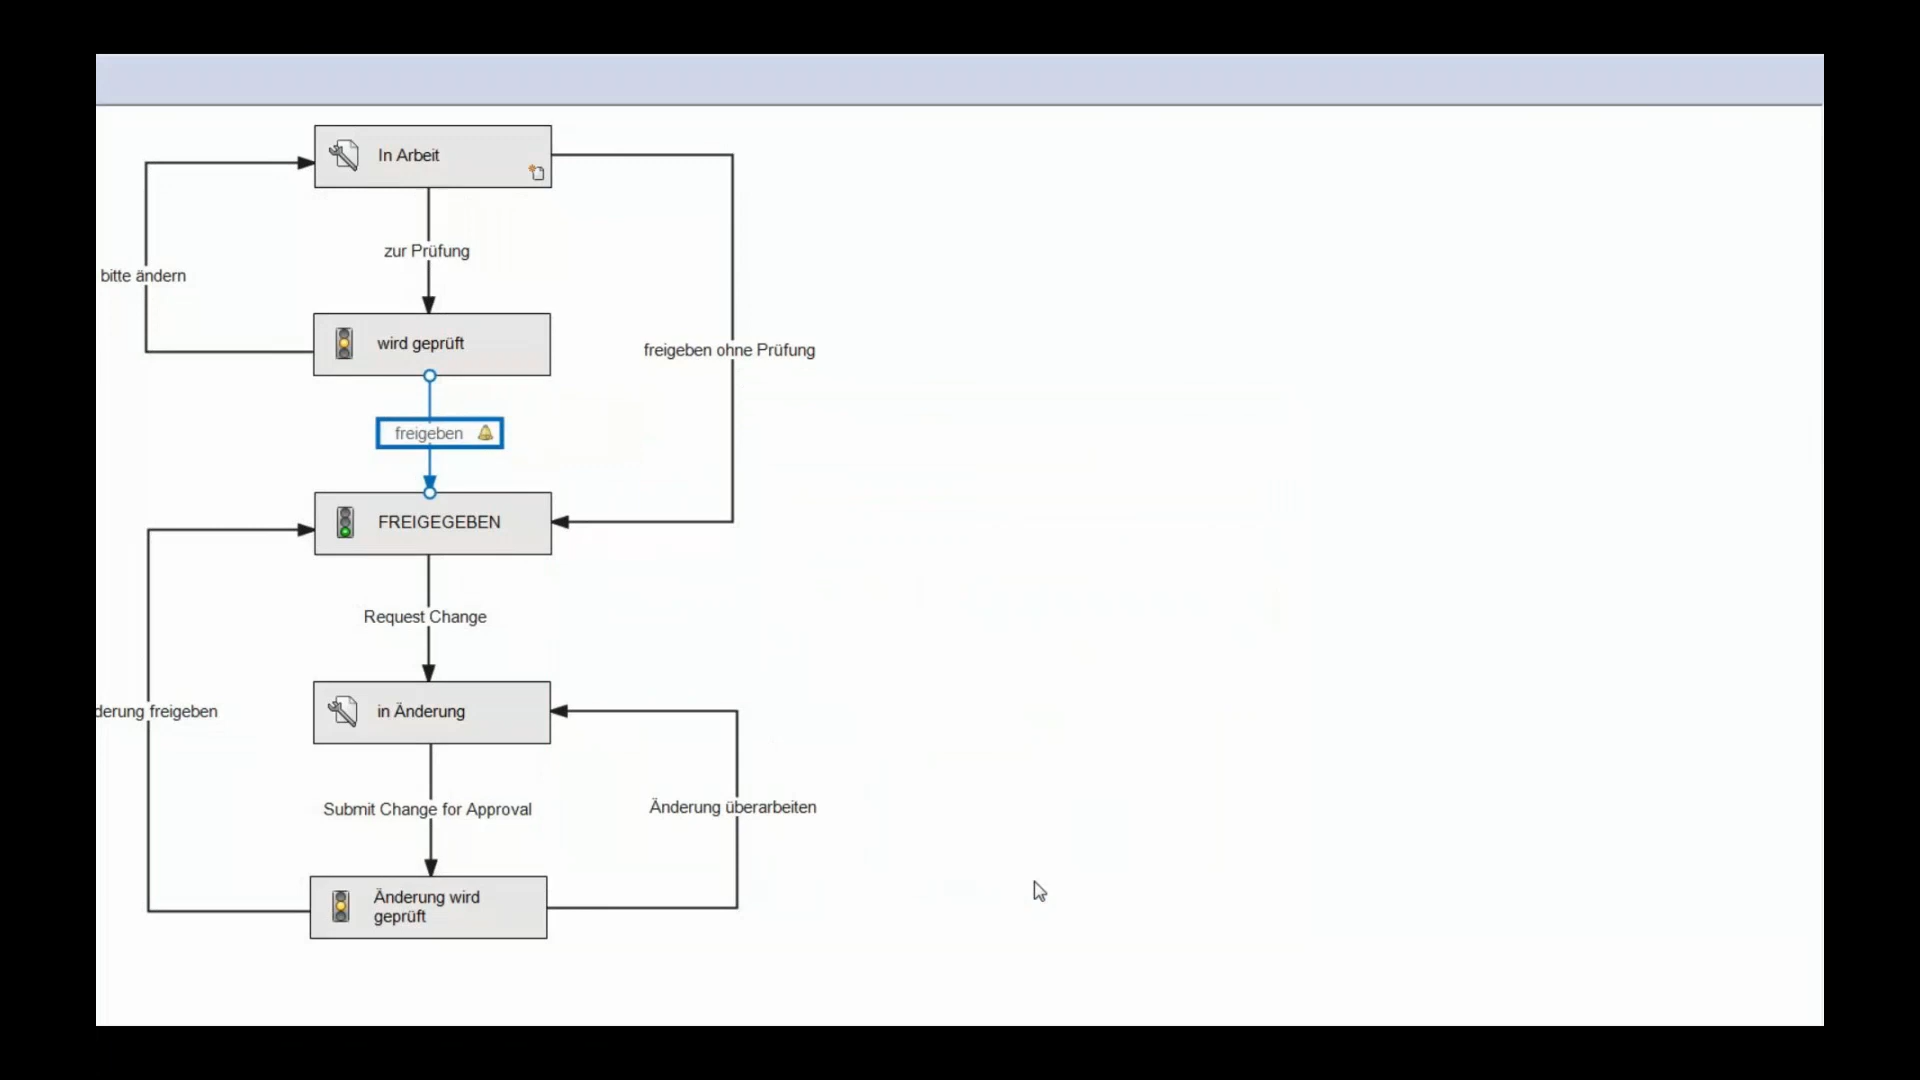 In Arbeit
zur Prüfung
bitte ändern
wird geprüft
freigeben ohne Prüfung
freigeben
FREIGEGEBEN
Request Change
derung freigeben
in Änderung
Submit Change for Approval
Änderung überarbeiten
Änderung wird
geprüft